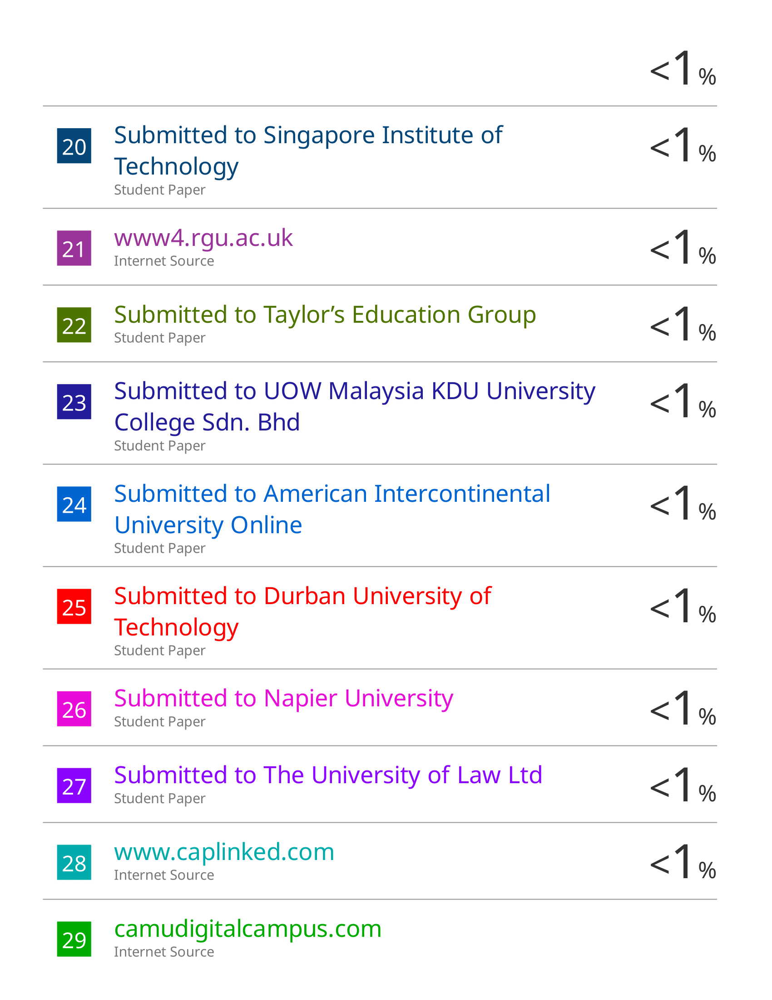 <1%
20 Submitted to Singapore Institute of <1%
Technology
Student Paper
21 www4.rgu.ac.uk <1%
Internet Source
22 Submitted to Taylor’s Education Group <1%
Student Paper
23 Submitted to UOW Malaysia KDU University <1%
College Sdn. Bhd
Student Paper
24 Submitted to American Intercontinental <1%
University Online
Student Paper
25 Submitted to Durban University of <1%
Technology
Student Paper
26 Submitted to Napier University <1%
Student Paper
27 Submitted to The University of Law Ltd <1%
Student Paper
28 www.caplinked.com <1%
Internet Source
29 camudigitalcampus.com
Internet Source